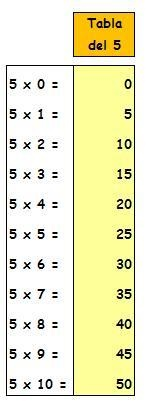 Tabla
del 5
5 x 0 = 0
5 x 1 = 5
5 x 2 = 10
5 x 3 = 15
5 x 4 = 20
5 x 5 = 25
5 x 6 = 30
5 x 7 = 35
5 x 8 = 40
5 x 9 = 45
5 x 10 = 50